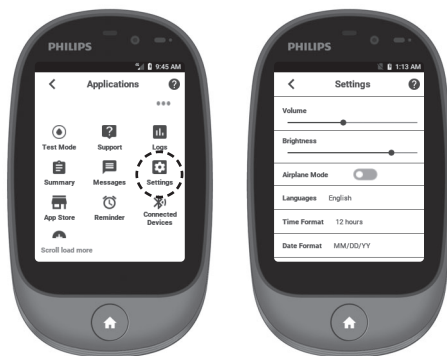 PHILIPS
9:45 AM
Applications
?
Test Mode
Support
Logs
Summary
Messages
Settings
App Store
Reminder
Connected
Devices
Scroll load more
PHILIPS
1:13 AM
Settings
?
Volume
Brightness
Airplane Mode
Languages English
Time Format 12 hours
Date Format MM/DD/YY